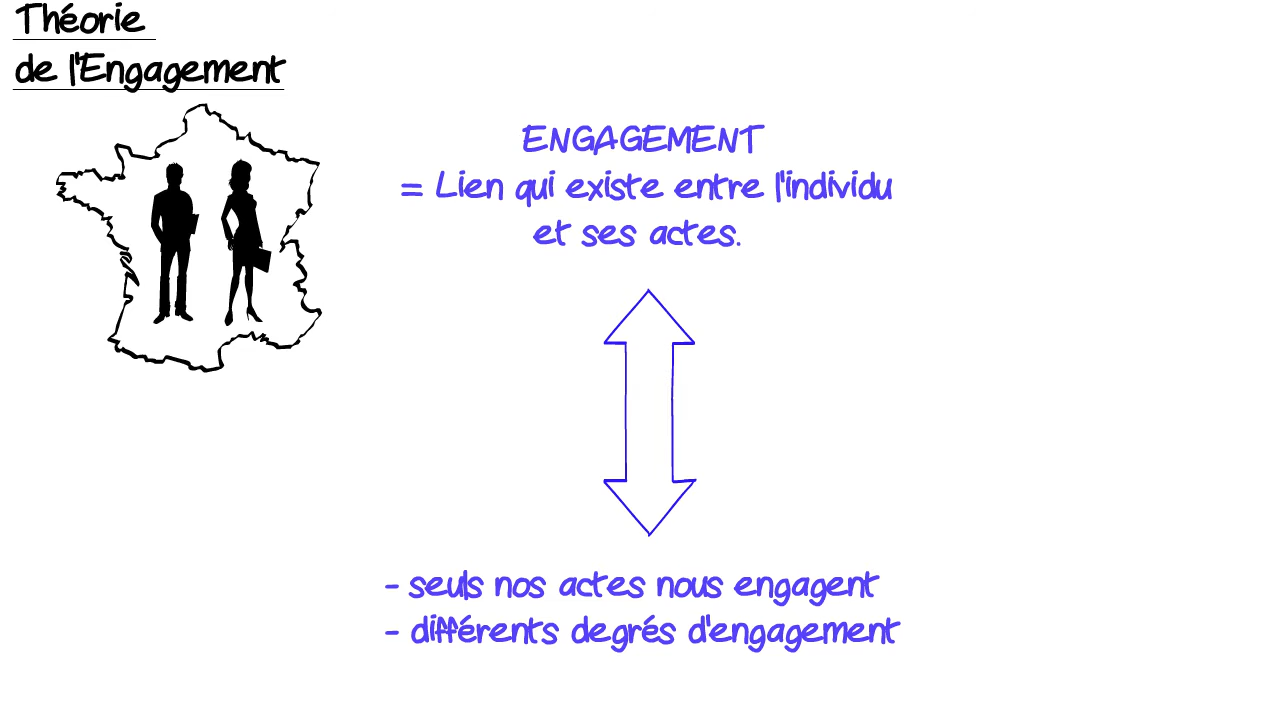 Théorie
de l'Engagement
ENGAGEMENT
= Lien qui existe entre l'individu
et ses actes.
- seuls nos actes nous engagent
- différents degrés d'engagement